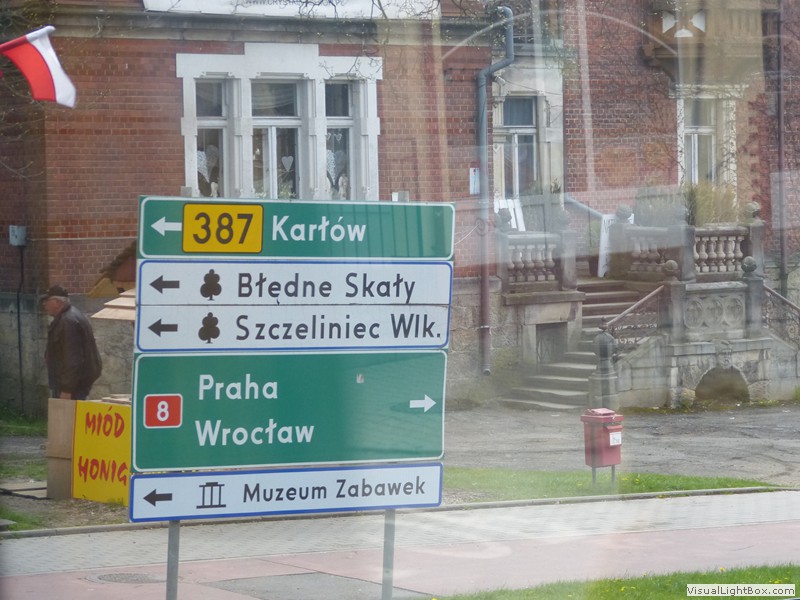 387 Karłów
Błędne Skały
Szczeliniec Wlk.
8 Praha
Wrocław
Muzeum Zabawek
MIÓD
HONIG
VisualLightBox.com